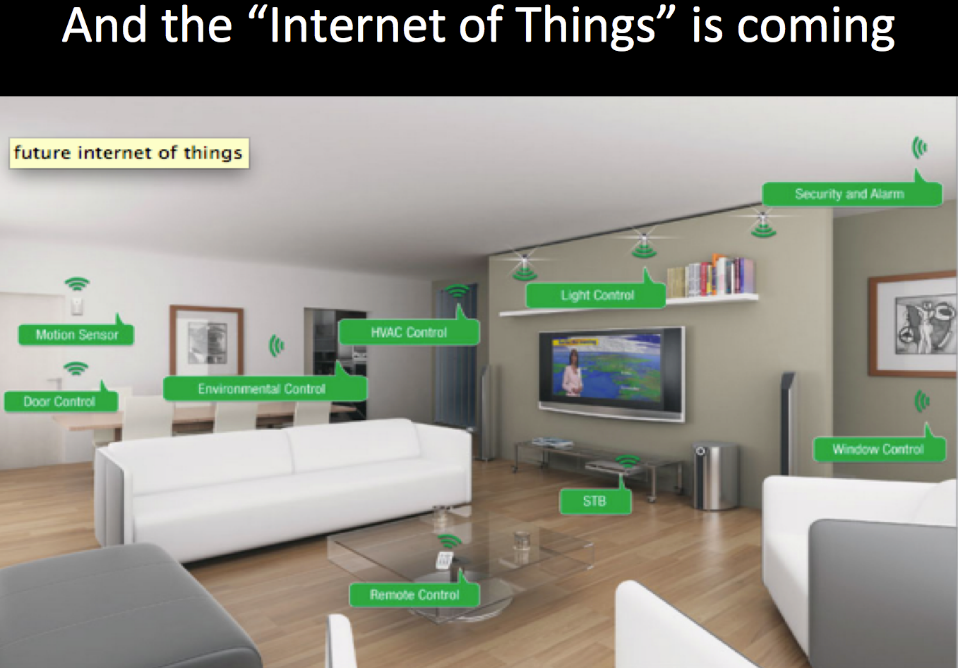 And the “Internet of Things” is coming
future internet of things
Security and Alarm
Light Control
HVAC Control
Motion Sensor
Environmental Control
Door Control
Window Control
STB
Remote Control